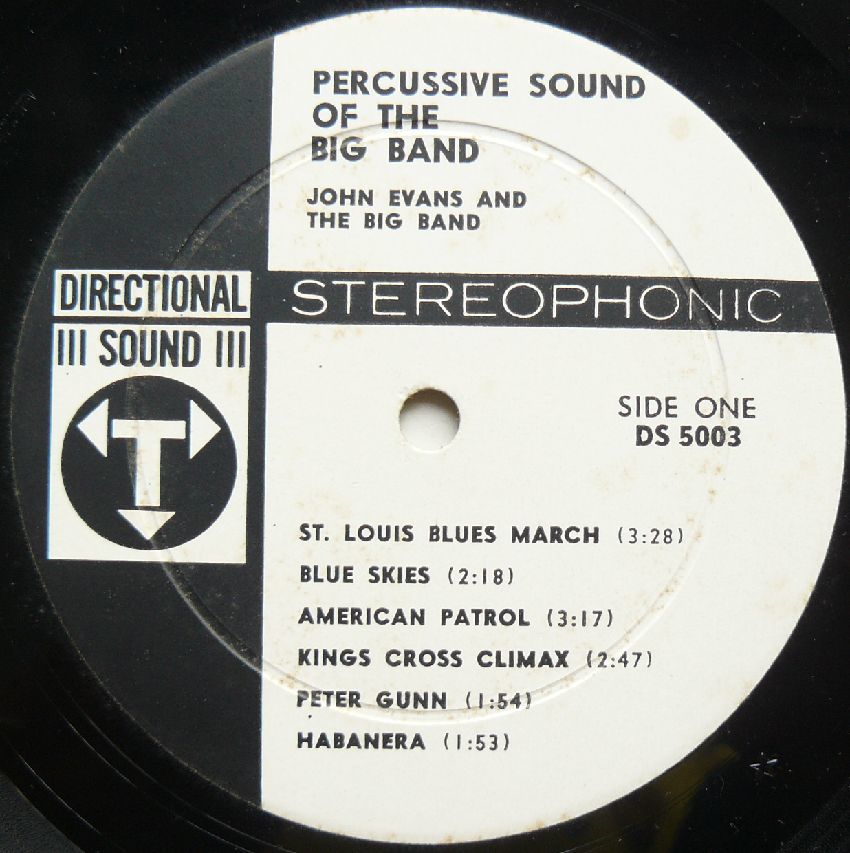 PERCUSSIVE SOUND
OF THE
BIG BAND
JOHN EVANS AND
THE BIG BAND
DIRECTIONAL
III SOUND III
T
STEREOPHONIC
SIDE ONE
DS 5003
ST. LOUIS BLUES MARCH (3:28)
BLUE SKIES (2:18)
AMERICAN PATROL (3:17)
KINGS CROSS CLIMAX (2:47)
PETER GUNN (1:54)
HABANERA (1:53)